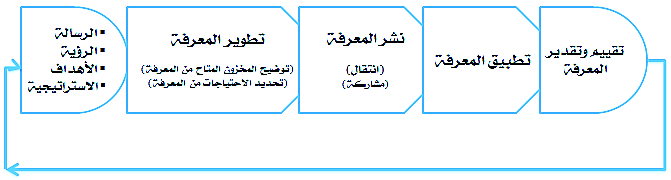 ▪ الرسالة
▪ الرؤية
▪ الأهداف
▪ الاستراتيجية
تطوير المعرفة
(توضيح المخزون المتاح من المعرفة)
(تحديد الاحتياجات من المعرفة)
نشر المعرفة
(انتقال)
(مشاركة)
تطبيق المعرفة
تقييم وتقدير
المعرفة